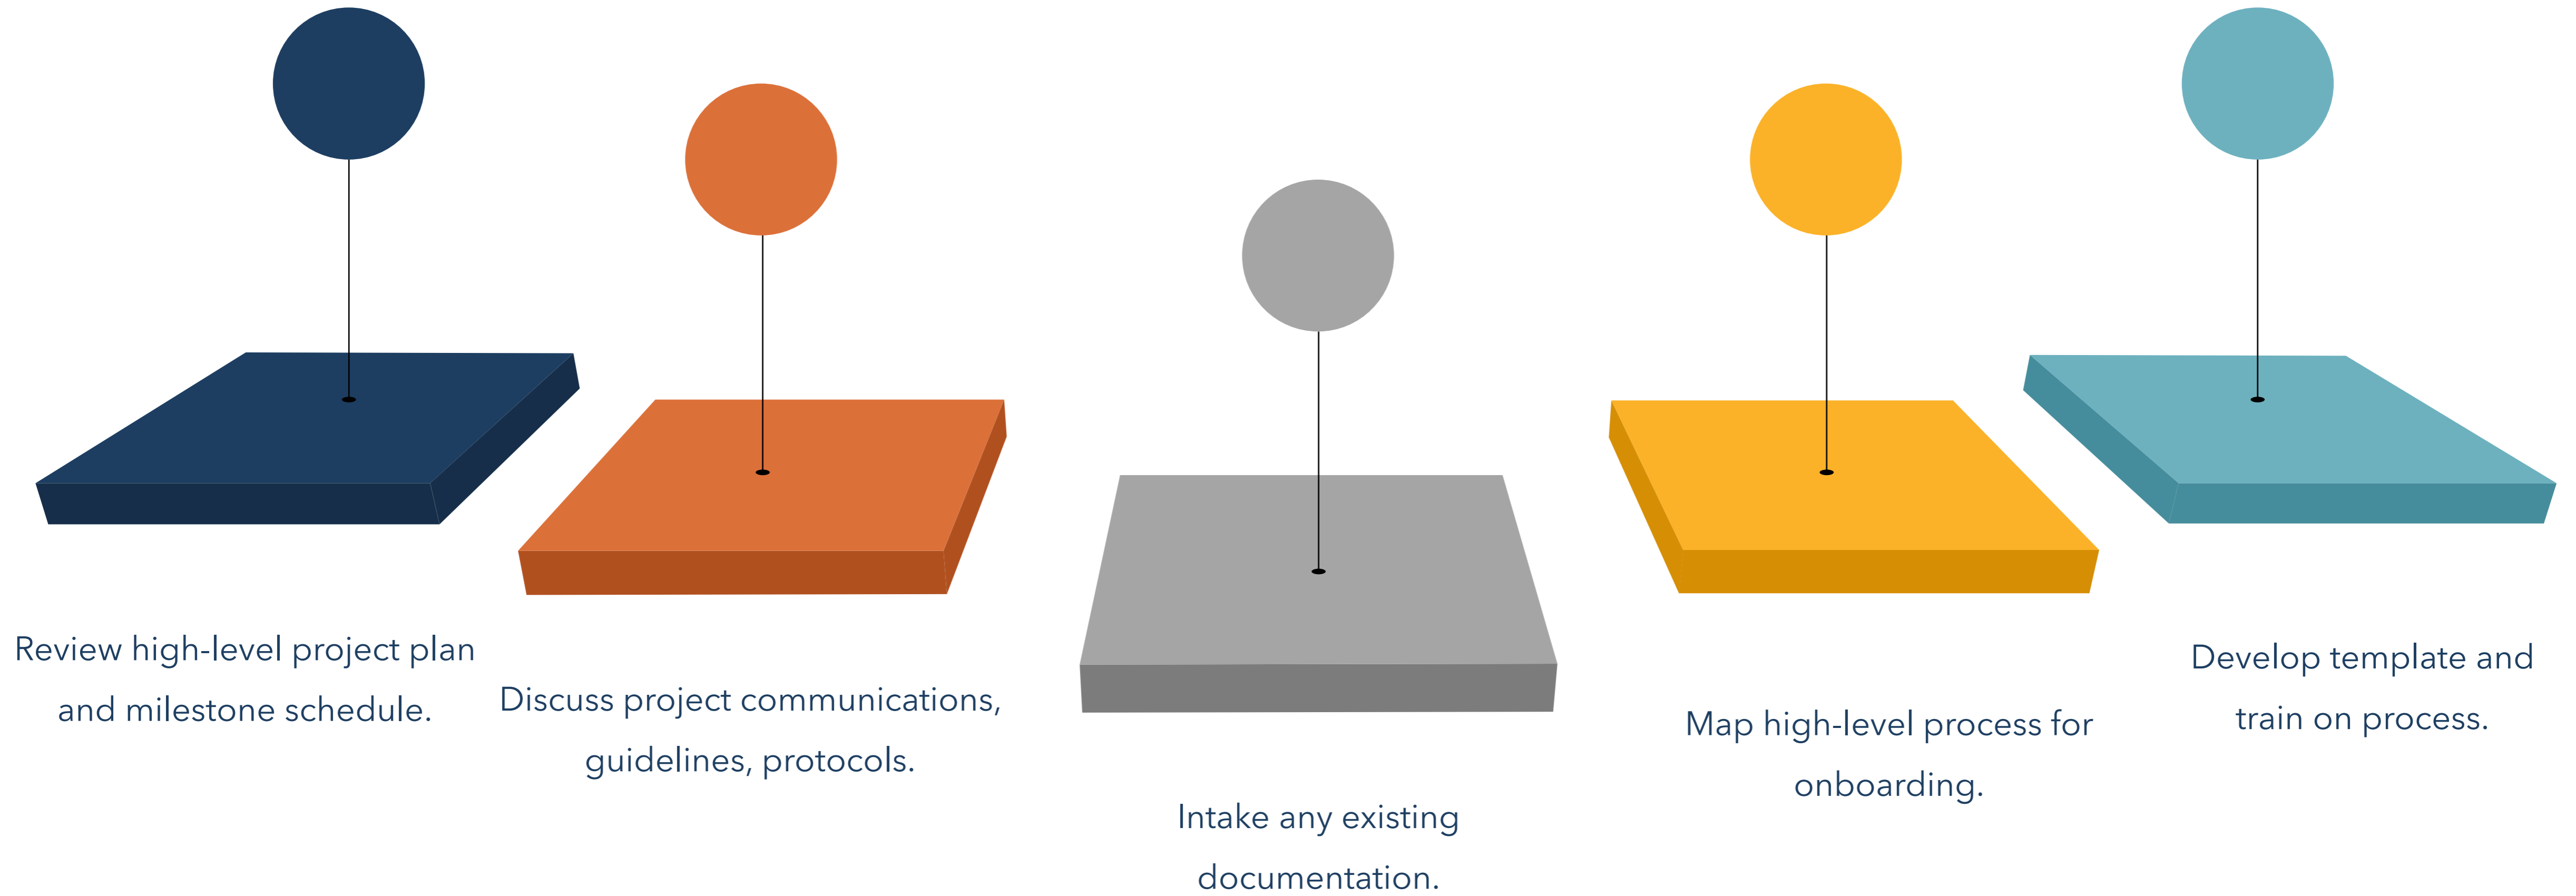 Review high-level project plan
and milestone schedule.
Discuss project communications,
guidelines, protocols.
Intake any existing
documentation.
Map high-level process for
onboarding.
Develop template and
train on process.